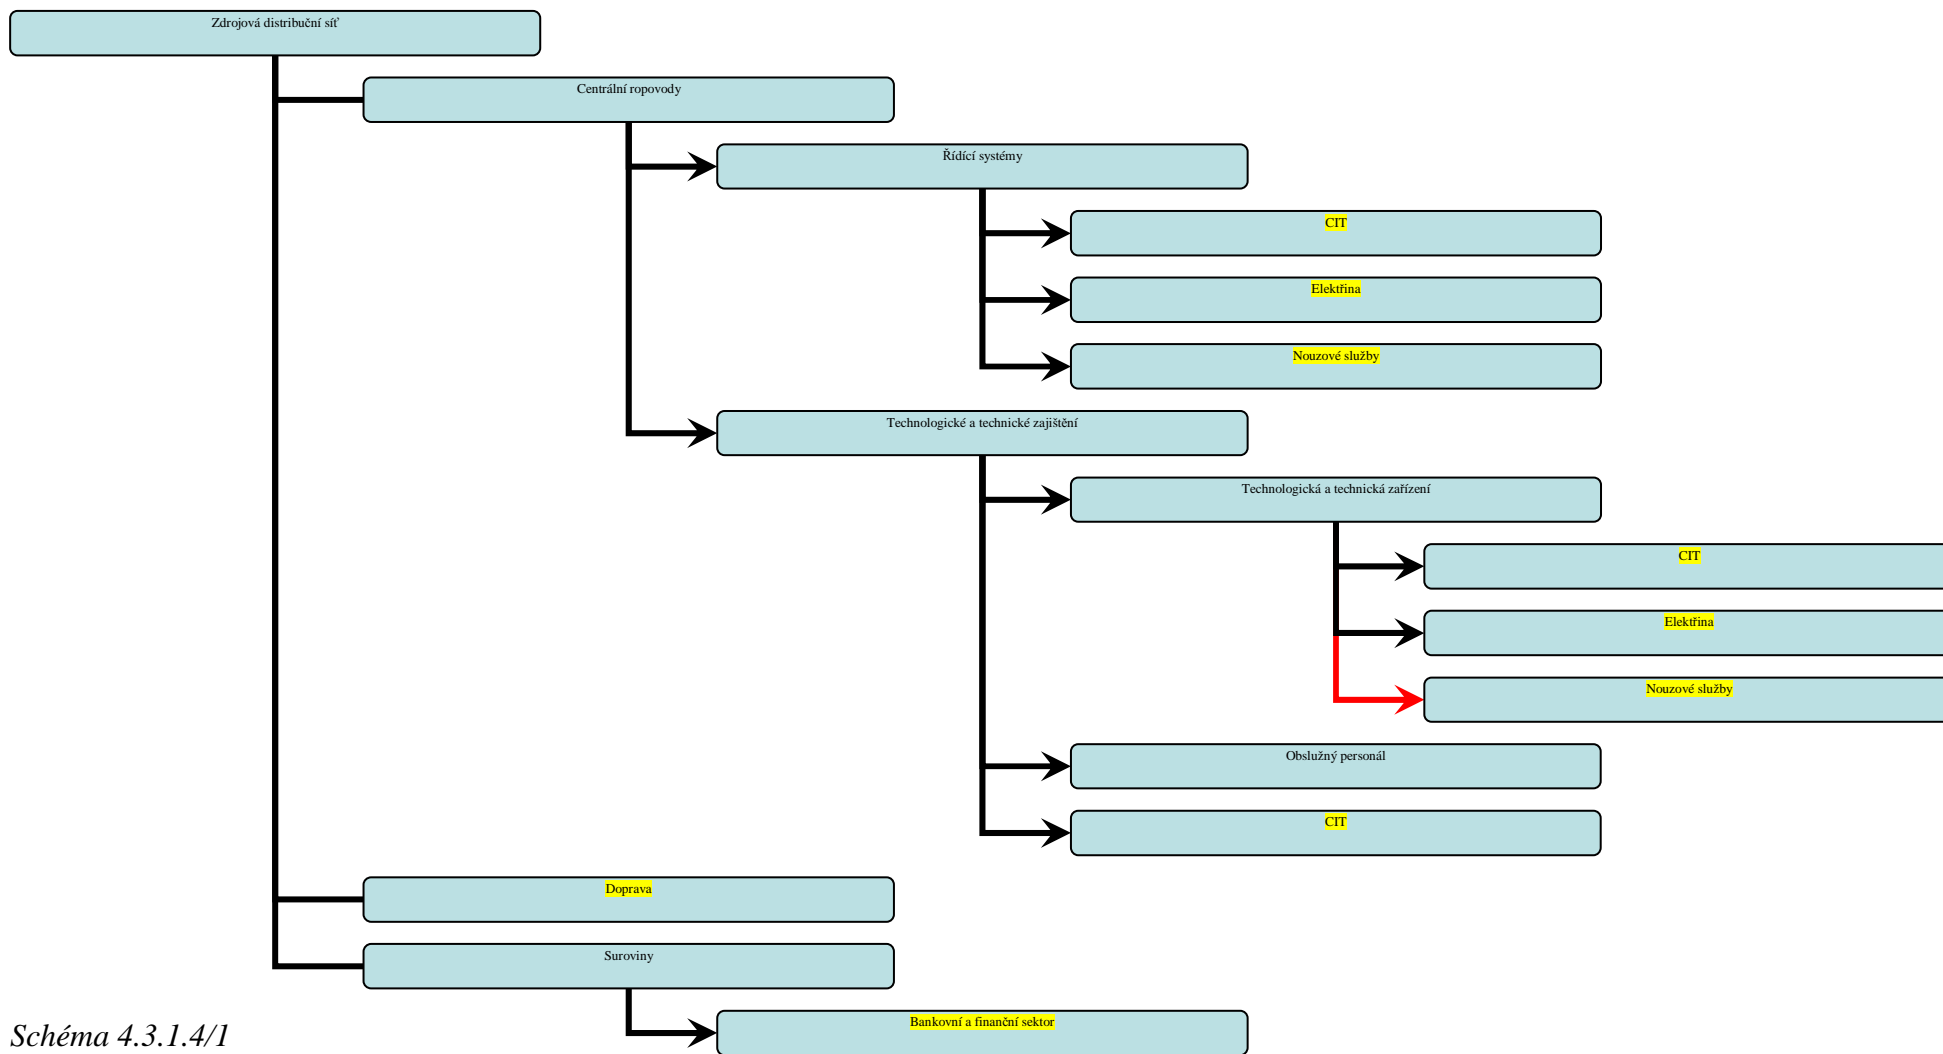 Zdrojová distribuční síť
Centrální ropovody
Řídící systémy
CIT
Elektřina
Nouzové služby
Technologické a technické zajištění
Technologická a technická zařízení
CIT
Elektřina
Nouzové služby
Obslužný personál
CIT
Doprava
Suroviny
Bankovní a finanční sektor
Schéma 4.3.1.4/1